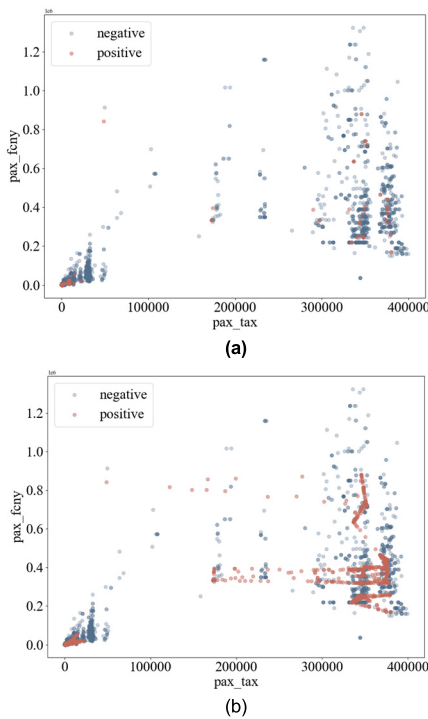 1e6
negative
positive
1.2
1.0
0.8
0.6
0.4
0.2
0.0
pax_fcny
0 100000 200000 300000 400000
pax_tax
(a)
1e6
negative
positive
1.2
1.0
0.8
0.6
0.4
0.2
0.0
pax_fcny
0 100000 200000 300000 400000
pax_tax
(b)